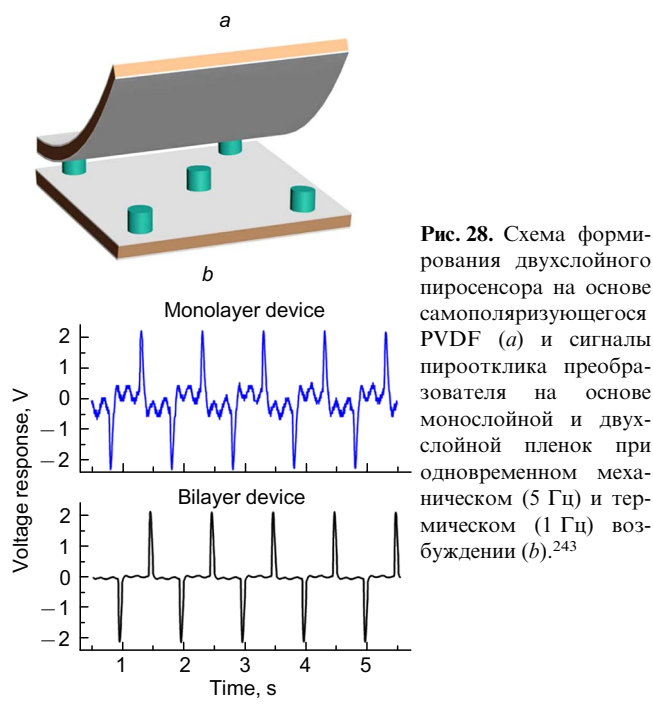 a
b
Monolayer device
2
1
0
−1
−2
Bilayer device
2
1
0
−1
−2
1 2 3 4 5
Time, s
Voltage response, V
Рис. 28. Схема форми-
рования двухслойного
пиросенсора на основе
самополяризующегося
PVDF (a) и сигналы
пироотклика преобра-
зователя на основе
монослойной и двух-
слойной пленок при
одновременном меха-
ническом (5 Гц) и тер-
мическом (1 Гц) воз-
буждении (b).²⁴³